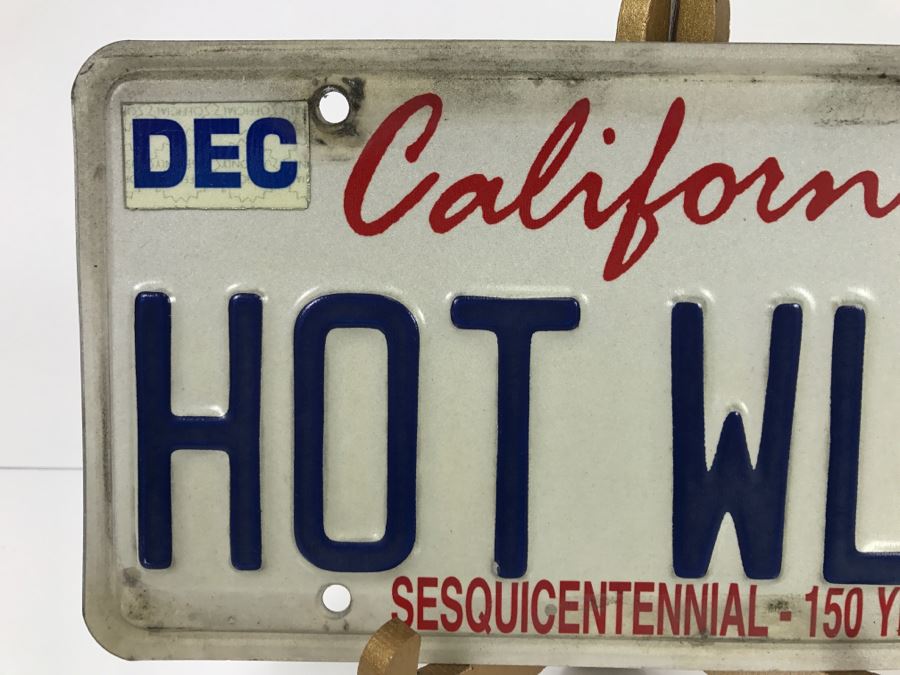 DEC
Californ
HOT WL
SESQUICENTENNIAL - 150 Y